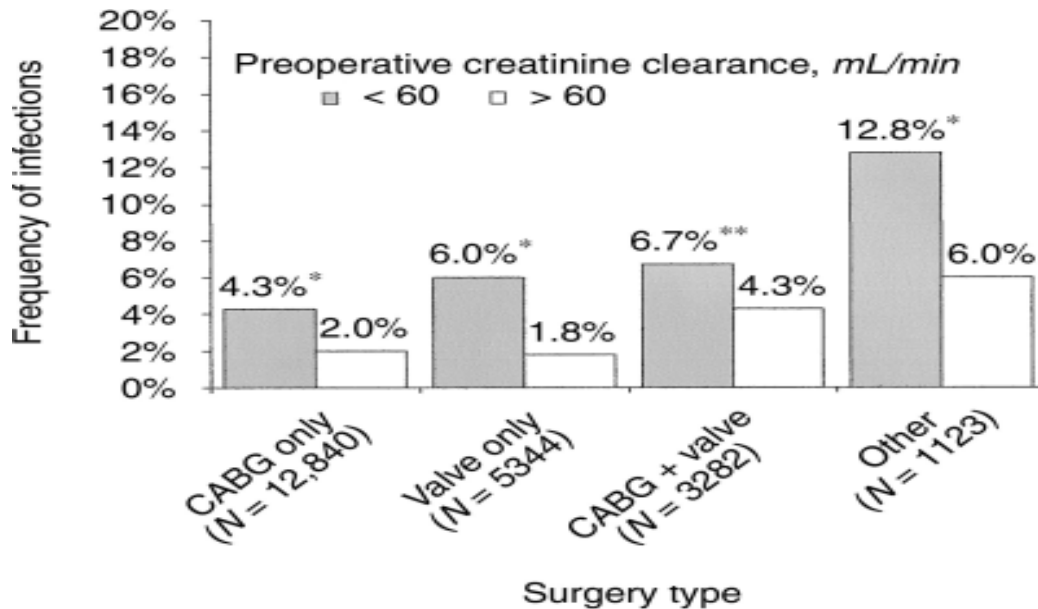 20%
18%
16%
14%
12%
10%
8%
6%
4%
2%
0%
Frequency of infections
Preoperative creatinine clearance, mL/min
< 60 > 60
4.3%*
2.0%
6.0%*
1.8%
6.7%**
4.3%
12.8%*
6.0%
CABG only
(N = 12,840)
Valve only
(N = 5344)
CABG + valve
(N = 3282)
Other
(N = 1123)
Surgery type